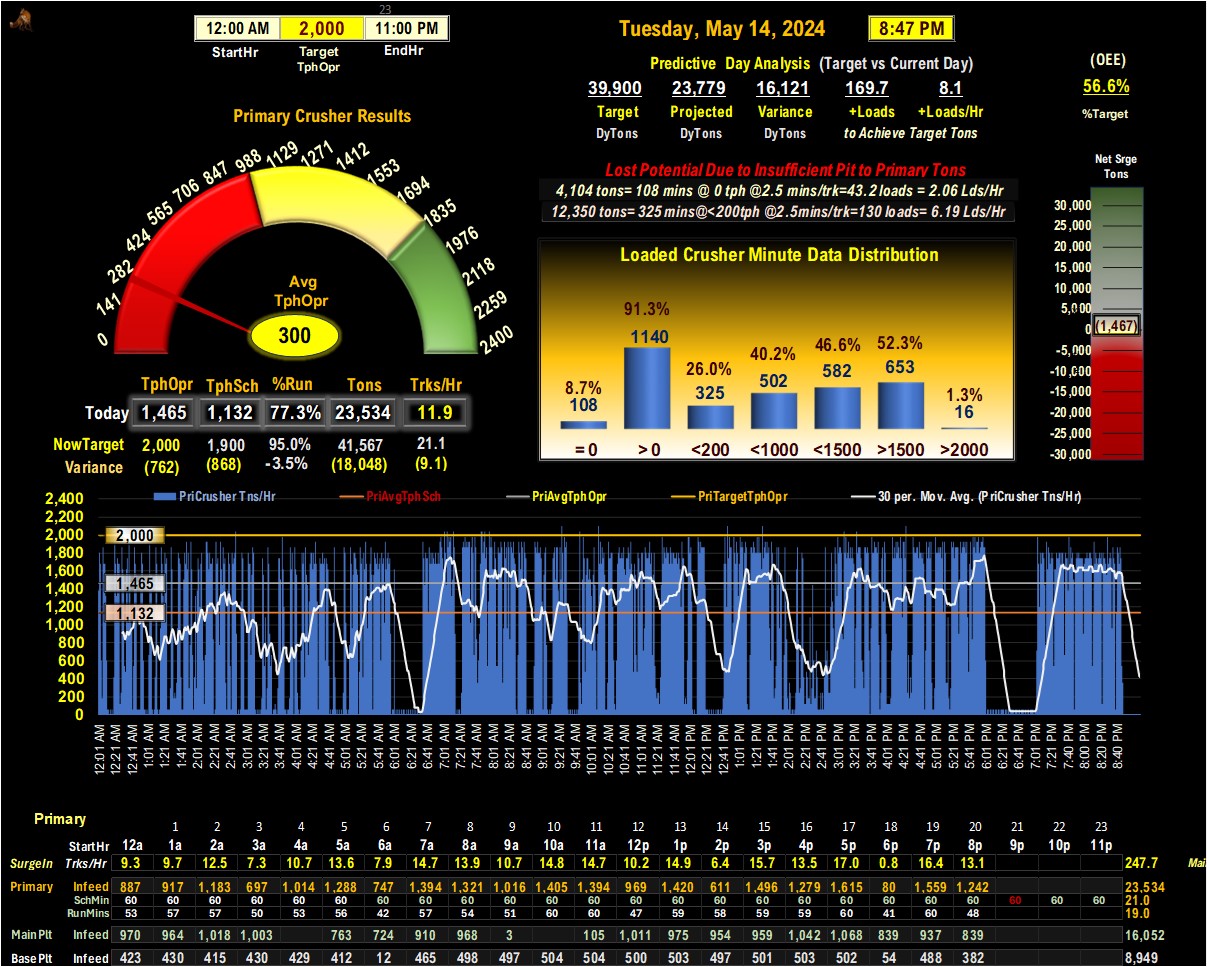 23
12:00 AM 2,000 11:00 PM
StartHr Target TphOpr EndHr
Tuesday, May 14, 2024 8:47 PM
Predictive Day Analysis (Target vs Current Day)
39,900 23,779 16,121 169.7 8.1
Target Projected Variance +Loads +Loads/Hr
DyTons DyTons DyTons to Achieve Target Tons
(OEE)
56.6%
%Target
Primary Crusher Results
0 141 282 424 565 706 847 988 1129 1271 1412 1553 1694 1835 1976 2118 2259 2400
Avg
TphOpr
300
Lost Potential Due to Insufficient Pit to Primary Tons
4,104 tons= 108 mins @ 0 tph @2.5 mins/trk=43.2 loads = 2.06 Lds/Hr
12,350 tons= 325 mins@<200tph @2.5mins/trk=130 loads= 6.19 Lds/Hr
Loaded Crusher Minute Data Distribution
8.7% 91.3% 26.0% 40.2% 46.6% 52.3% 1.3%
108 1140 325 502 582 653 16
=0 >0 <200 <1000 <1500 >1500 >2000
Net Srge
Tons
30,000
25,000
20,000
15,000
10,000
5,000
0 (1,467)
-5,000
-10,000
-15,000
-20,000
-25,000
-30,000
TphOpr TphSch %Run Tons Trks/Hr
Today 1,465 1,132 77.3% 23,534 11.9
NowTarget 2,000 1,900 95.0% 41,567 21.1
Variance (762) (868) -3.5% (18,048) (9.1)
PriCrusher Tns/Hr PriAvgTphSch PriAvgTphOpr PriTargetTphOpr 30 per. Mov. Avg. (PriCrusher Tns/Hr)
2,400
2,200
2,000 2,000
1,800
1,600
1,400 1,465
1,200 1,132
1,000
800
600
400
200
0
12:01 AM 12:21 AM 12:41 AM 1:01 AM 1:21 AM 1:41 AM 2:01 AM 2:21 AM 2:41 AM 3:01 AM 3:21 AM 3:41 AM 4:01 AM 4:21 AM 4:41 AM 5:01 AM 5:21 AM 5:41 AM 6:01 AM 6:21 AM 6:41 AM 7:01 AM 7:21 AM 7:41 AM 8:01 AM 8:21 AM 8:41 AM 9:01 AM 9:21 AM 9:41 AM 10:01 AM 10:21 AM 10:41 AM 11:01 AM 11:21 AM 11:41 AM 12:01 PM 12:21 PM 12:41 PM 1:01 PM 1:21 PM 1:41 PM 2:01 PM 2:21 PM 2:41 PM 3:01 PM 3:21 PM 3:41 PM 4:01 PM 4:21 PM 4:41 PM 5:01 PM 5:21 PM 5:41 PM 6:01 PM 6:41 PM 7:01 PM 7:21 PM 7:40 PM 8:00 PM 8:20 PM 8:40 PM
Primary
1 2 3 4 5 6 7 8 9 10 11 12 13 14 15 16 17 18 19 20 21 22 23
StartHr 12a 1a 2a 3a 4a 5a 6a 7a 8a 9a 10a 11a 12p 1p 2p 3p 4p 5p 6p 7p 8p 9p 10p 11p
SurgeIn Trks/Hr 9.3 9.7 12.5 7.3 10.7 13.6 7.9 14.7 13.9 10.7 14.8 14.7 10.2 14.9 6.4 15.7 13.5 17.0 0.8 16.4 13.1 247.7
Primary Infeed 887 917 1,183 697 1,014 1,288 747 1,394 1,321 1,016 1,405 1,394 969 1,420 611 1,496 1,279 1,615 80 1,559 1,242 23,534
SchMin 60 60 60 60 60 60 60 60 60 60 60 60 60 60 60 60 60 60 60 60 60 60 60 60 21.0
RunMins 53 57 57 50 53 56 42 57 54 51 60 60 47 59 58 59 59 60 41 60 48 19.0
MainPlt Infeed 970 964 1,018 1,003 763 724 910 968 3 105 1,011 975 954 959 1,042 1,068 839 937 839 16,052
BasePlt Infeed 423 430 415 430 429 412 12 465 498 497 504 504 500 503 497 501 503 502 54 488 382 8,949